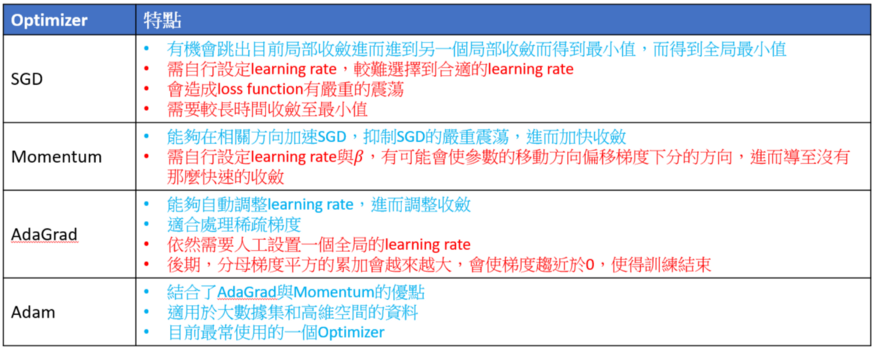 Optimizer 特點
SGD
• 有機會跳出目前局部收斂進而進到另一個局部收斂而得到最小值，而得到全局最小值
• 需自行設定learning rate，較難選擇到合適的learning rate
• 會造成loss function有嚴重的震蕩
• 需要較長時間收斂至最小值
Momentum
• 能夠在相關方向加速SGD，抑制SGD的嚴重震蕩，進而加快收斂
• 需自行設定learning rate與β，有可能會使參數的移動方向偏移梯度下分的方向，進而導至沒有
那麼快速的收斂
AdaGrad
• 能夠自動調整learning rate，進而調整收斂
• 適合處理稀疏梯度
• 依然需要人工設置一個全局的learning rate
• 後期，分母梯度平方的累加會越來越大，會使梯度趨近於0，使得訓練結束
Adam
• 結合了AdaGrad與Momentum的優點
• 適用於大數據集和高維空間的資料
• 目前最常使用的一個Optimizer